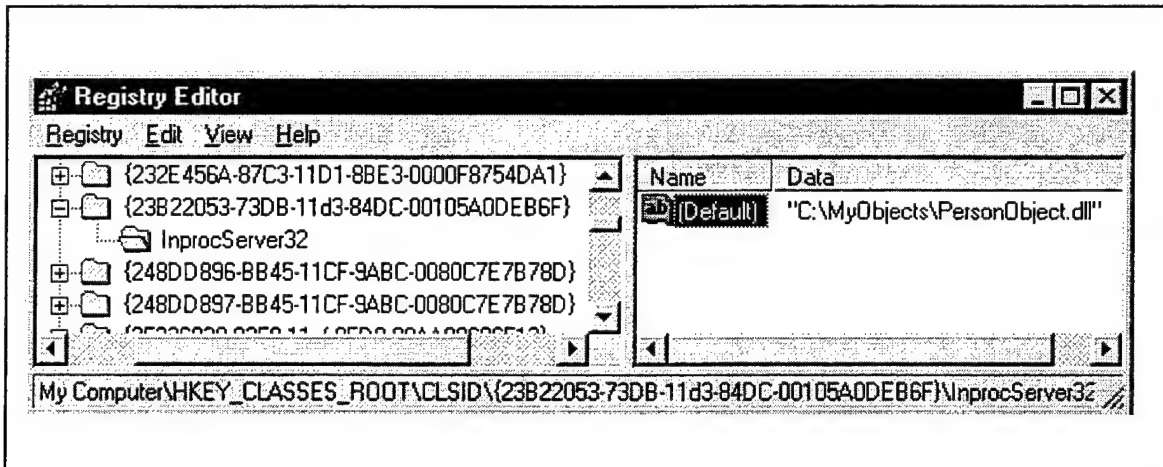 Registry Editor
Registry Edit View Help
{232E456A-87C3-11D1-8BE3-0000F8754DA1}
{23B22053-73DB-11d3-84DC-00105A0DEB6F}
InprocServer32
{248DD896-BB45-11CF-9ABC-0080C7E7B78D}
{248DD897-BB45-11CF-9ABC-0080C7E7B78D}
Name Data
(Default) "C:\MyObjects\PersonObject.dll"
My Computer\HKEY_CLASSES_ROOT\CLSID\{23B22053-73DB-11d3-84DC-00105A0DEB6F}\InprocServer32